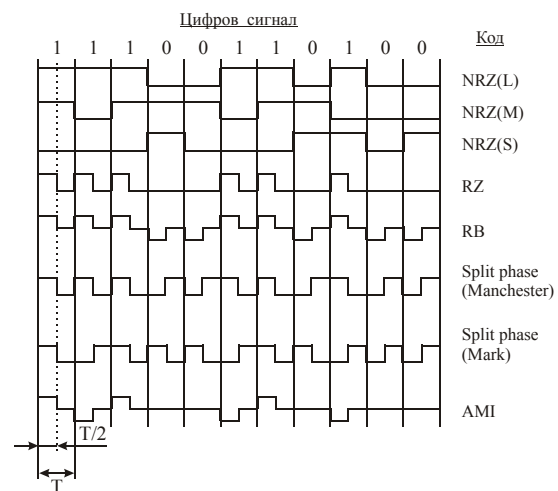 Цифров сигнал
Код
1 1 1 0 0 1 1 0 1 0 0
NRZ(L)
NRZ(M)
NRZ(S)
RZ
RB
Split phase
(Manchester)
Split phase
(Mark)
AMI
T/2
T